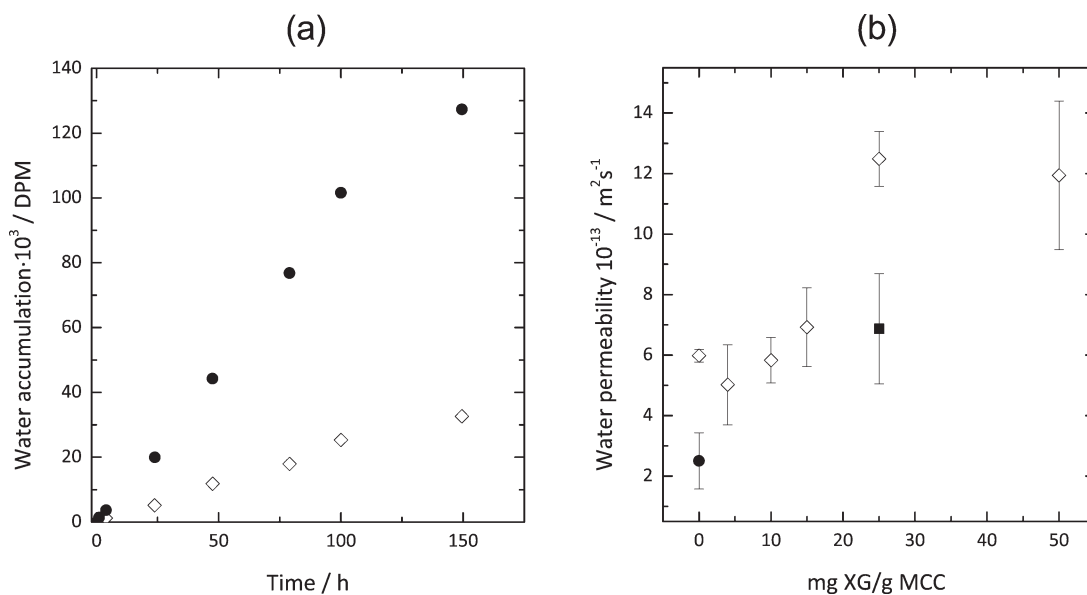 (a)
(b)
Water accumulation·10³ / DPM
140
120
100
80
60
40
20
0
0 50 100 150
Time / h
Water permeability 10⁻¹³ / m²s⁻¹
14
12
10
8
6
4
2
0 10 20 30 40 50
mg XG/g MCC